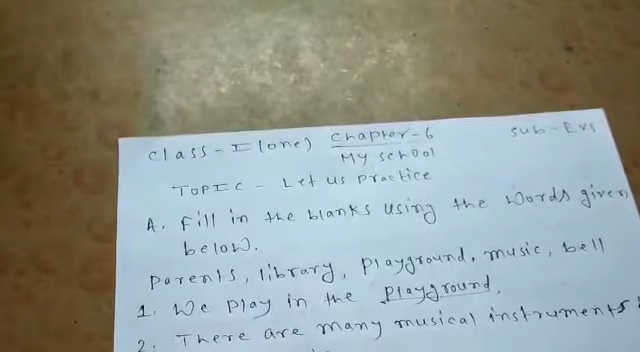 Class - I (one) Chapter-6 Sub - Evs
My school
TOPIC - Let us Practice
A. Fill in the blanks using the words given
below.
Parents, library, Playground, music, bell
1. We Play in the Playground.
2. There are many musical instruments